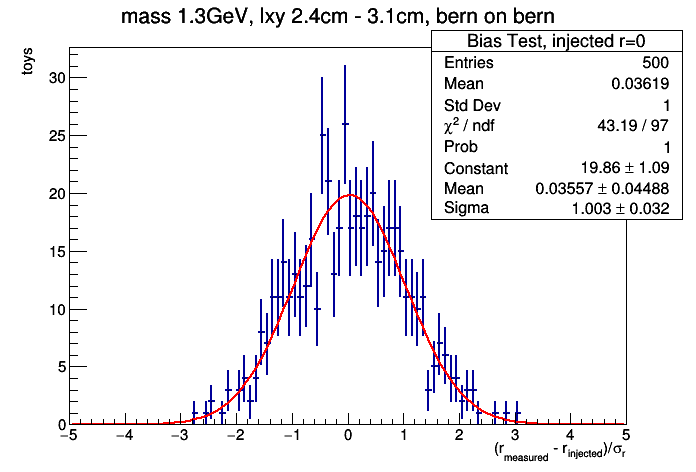 mass 1.3GeV, lxy 2.4cm - 3.1cm, bern on bern
Bias Test, injected r=0
Entries 500
Mean 0.03619
Std Dev 1
χ² / ndf 43.19 / 97
Prob 1
Constant 19.86 ± 1.09
Mean 0.03557 ± 0.04488
Sigma 1.003 ± 0.032
toys
30
25
20
15
10
5
0
−5 −4 −3 −2 −1 0 1 2 3 4 5
(r_measured - r_injected)/σ_r